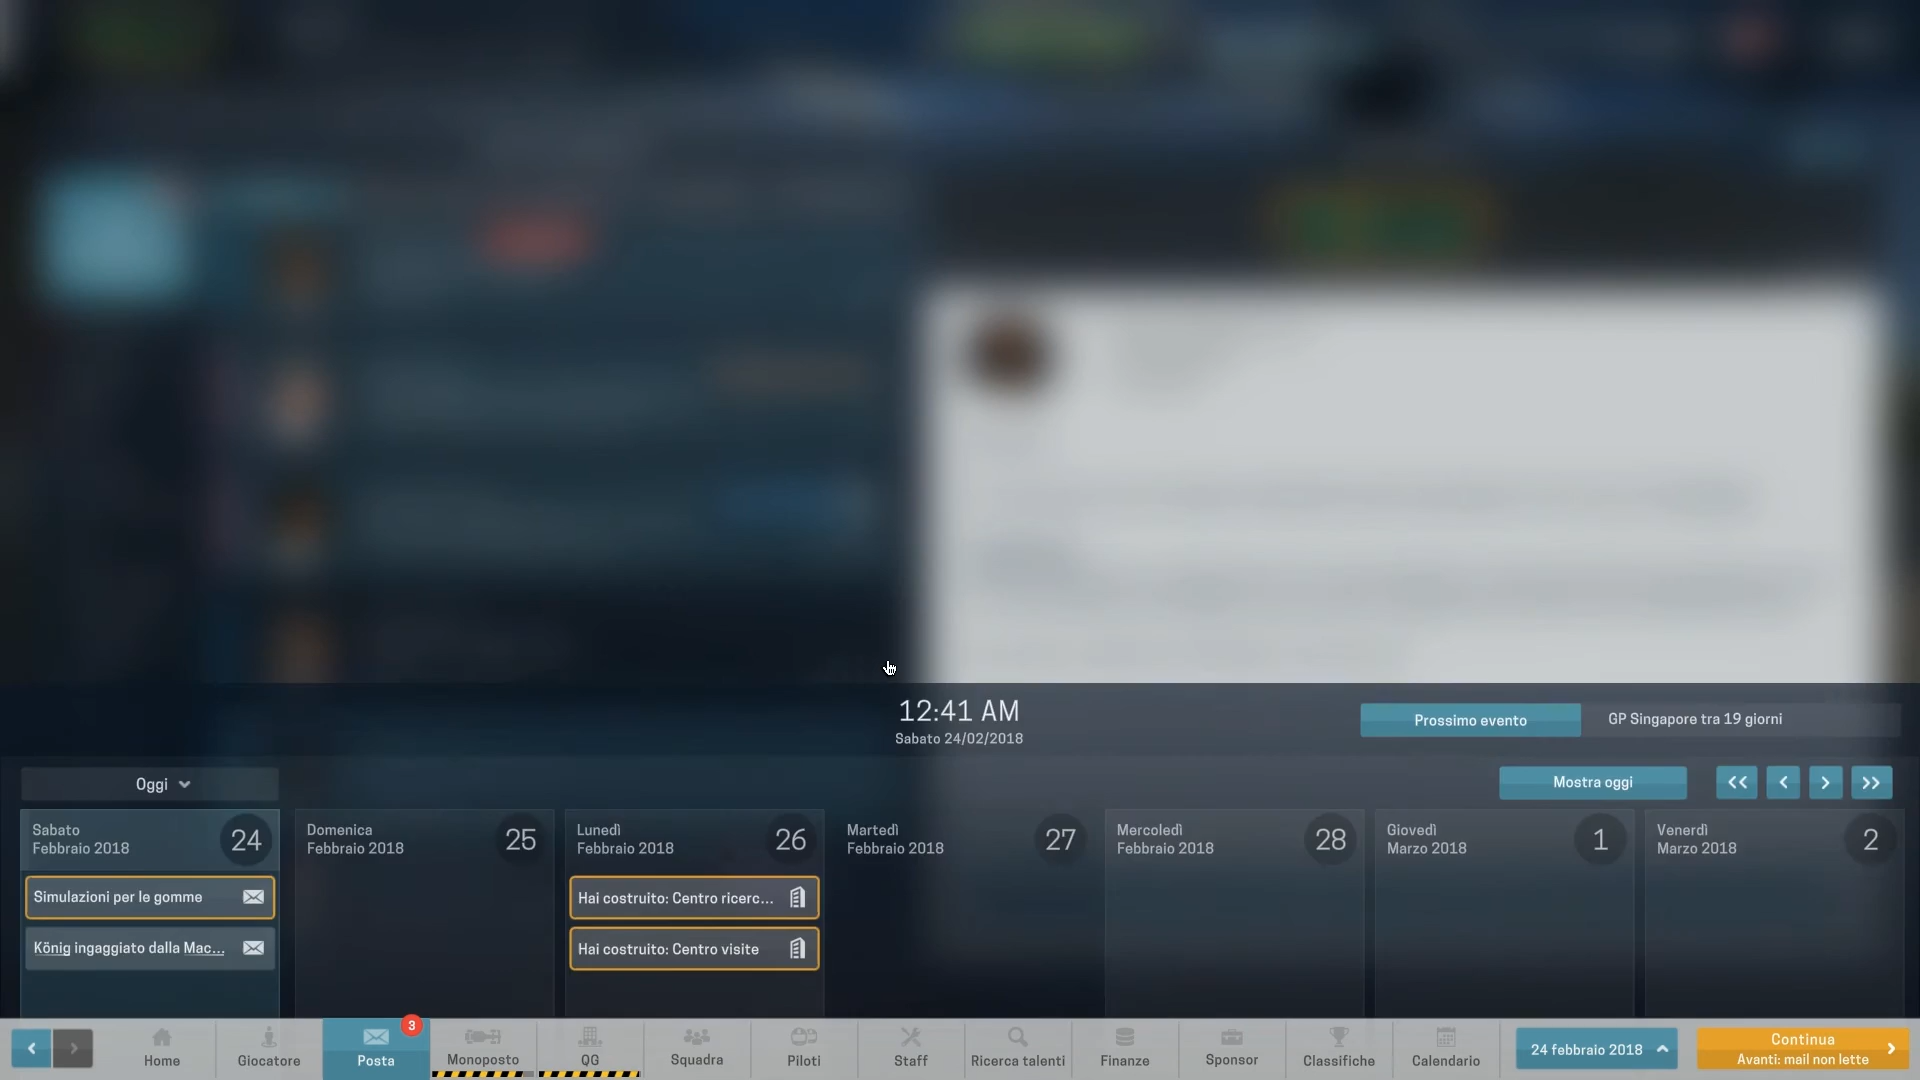 12:41 AM
Sabato 24/02/2018
Prossimo evento
GP Singapore tra 19 giorni
Oggi
Mostra oggi
Sabato
Febbraio 2018
24
Domenica
Febbraio 2018
25
Lunedì
Febbraio 2018
26
Martedì
Febbraio 2018
27
Mercoledì
Febbraio 2018
28
Giovedì
Marzo 2018
1
Venerdì
Marzo 2018
2
Simulazioni per le gomme
König ingaggiato dalla Mac...
Hai costruito: Centro ricerc...
Hai costruito: Centro visite
Home
Giocatore
Posta
3
Monoposto
QG
Squadra
Piloti
Staff
Ricerca talenti
Finanze
Sponsor
Classifiche
Calendario
24 febbraio 2018
Continua
Avanti: mail non lette